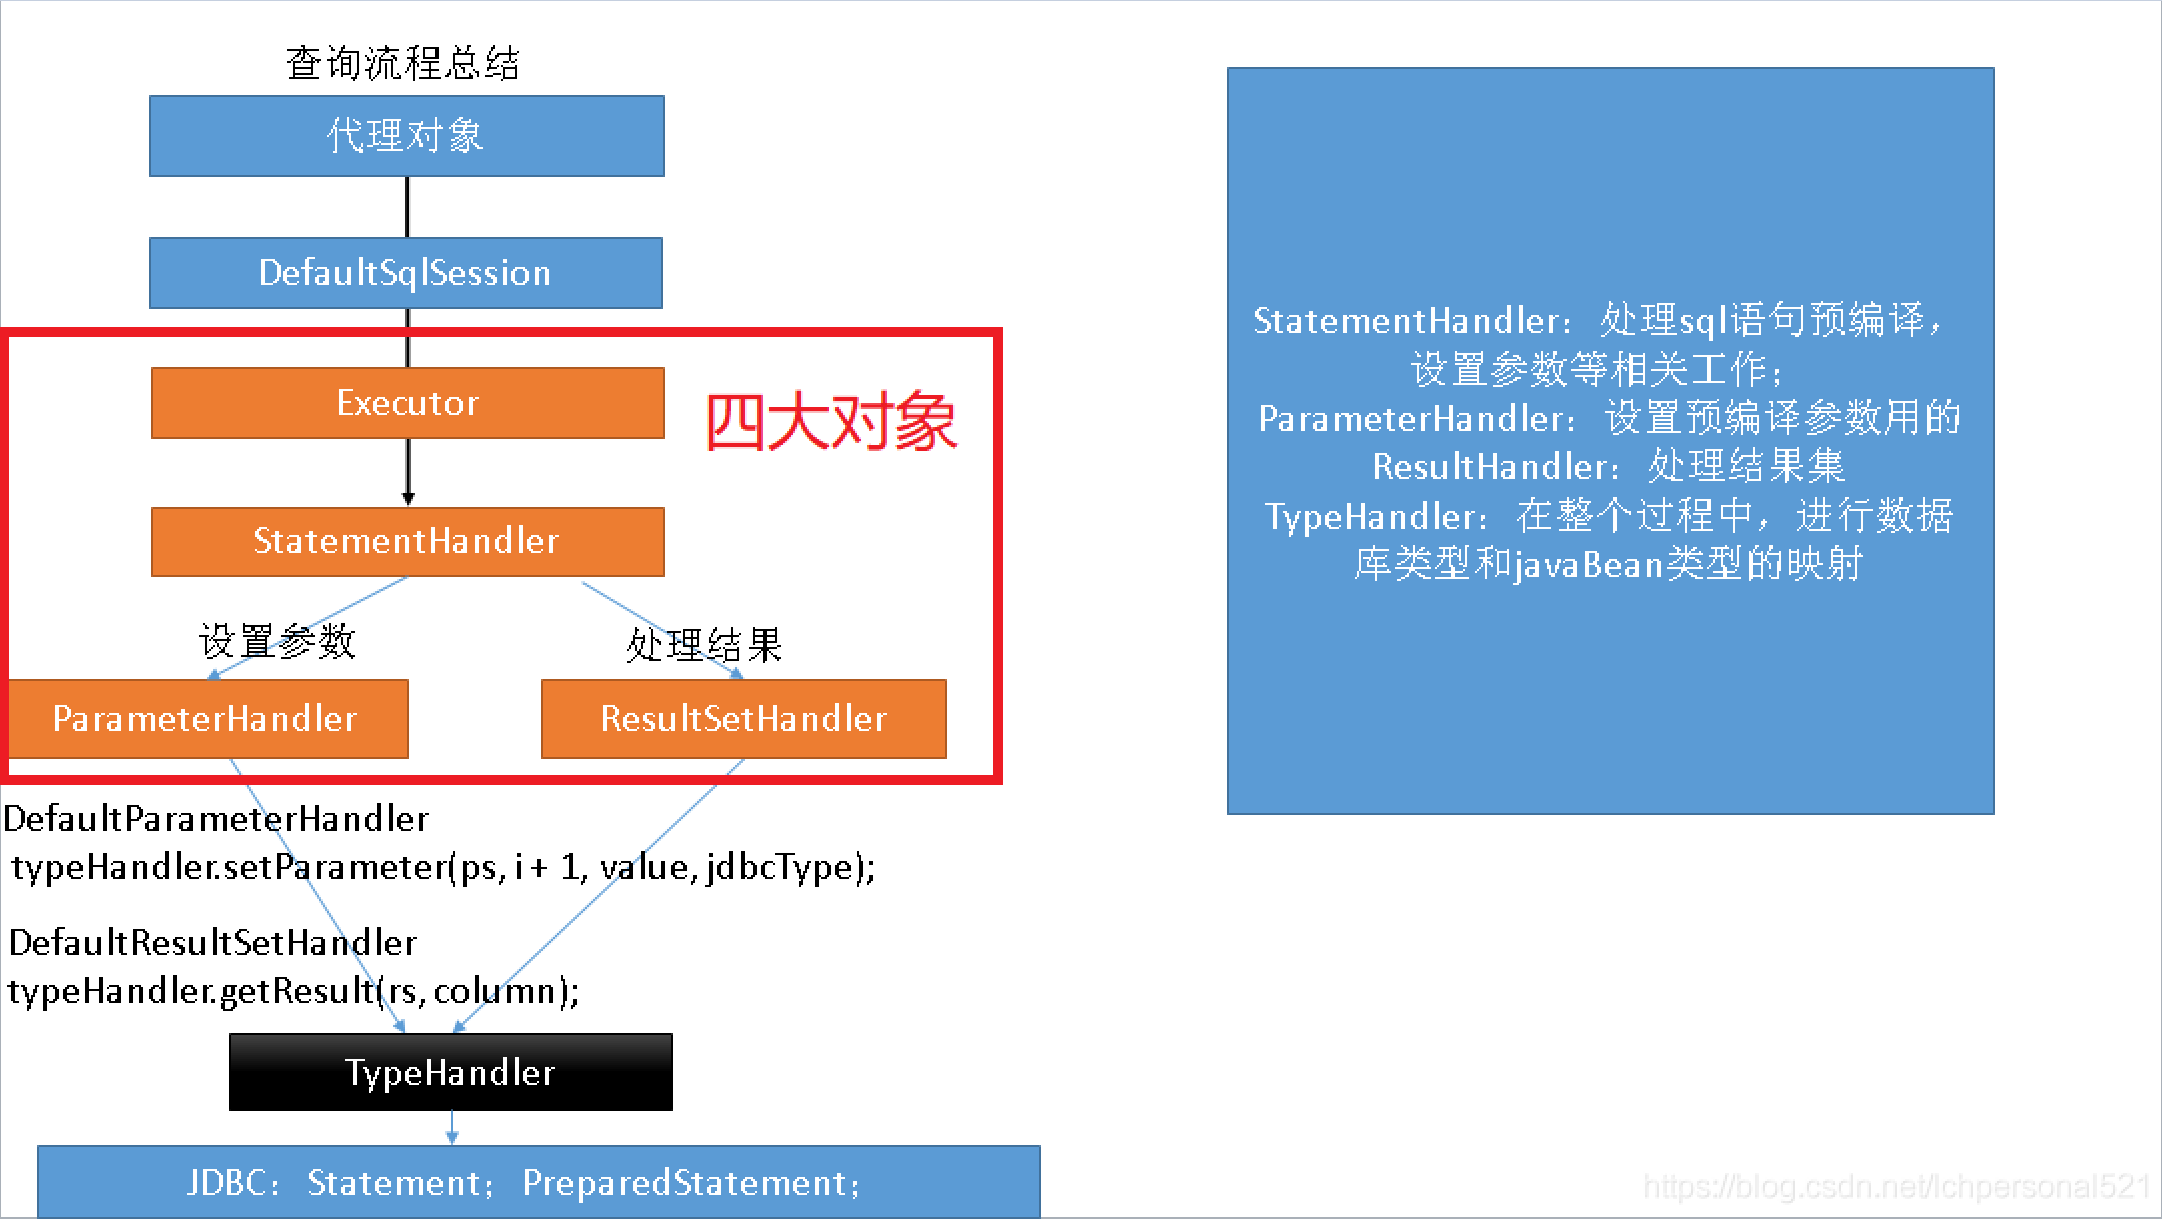 查询流程总结
代理对象
DefaultSqlSession
Executor
四大对象
StatementHandler
设置参数
处理结果
ParameterHandler
ResultSetHandler
DefaultParameterHandler
typeHandler.setParameter(ps, i + 1, value, jdbcType);
DefaultResultSetHandler
typeHandler.getResult(rs, column);
TypeHandler
JDBC：Statement；PreparedStatement；
StatementHandler：处理sql语句预编译，
设置参数等相关工作；
ParameterHandler：设置预编译参数用的
ResultHandler：处理结果集
TypeHandler：在整个过程中，进行数据
库类型和javaBean类型的映射
https://blog.csdn.net/lchpersonal521